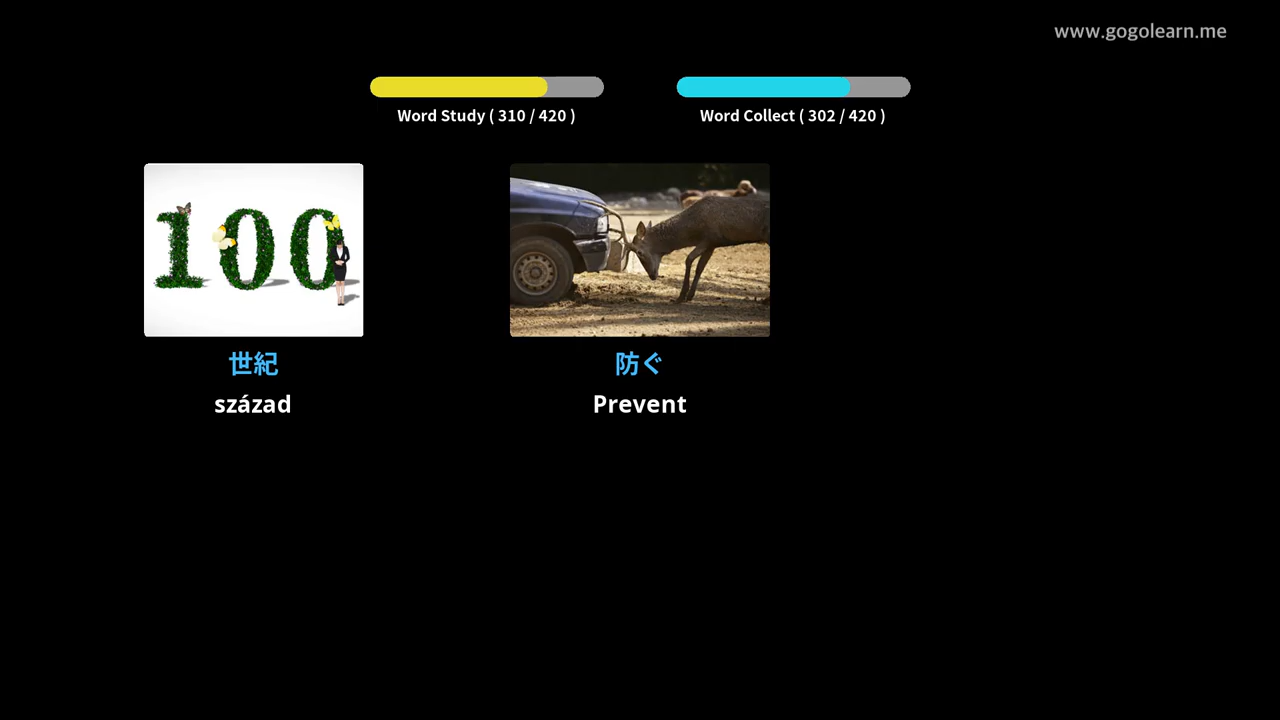 www.gogolearn.me
Word Study ( 310 / 420 )
Word Collect ( 302 / 420 )
100
世紀
század
防ぐ
Prevent